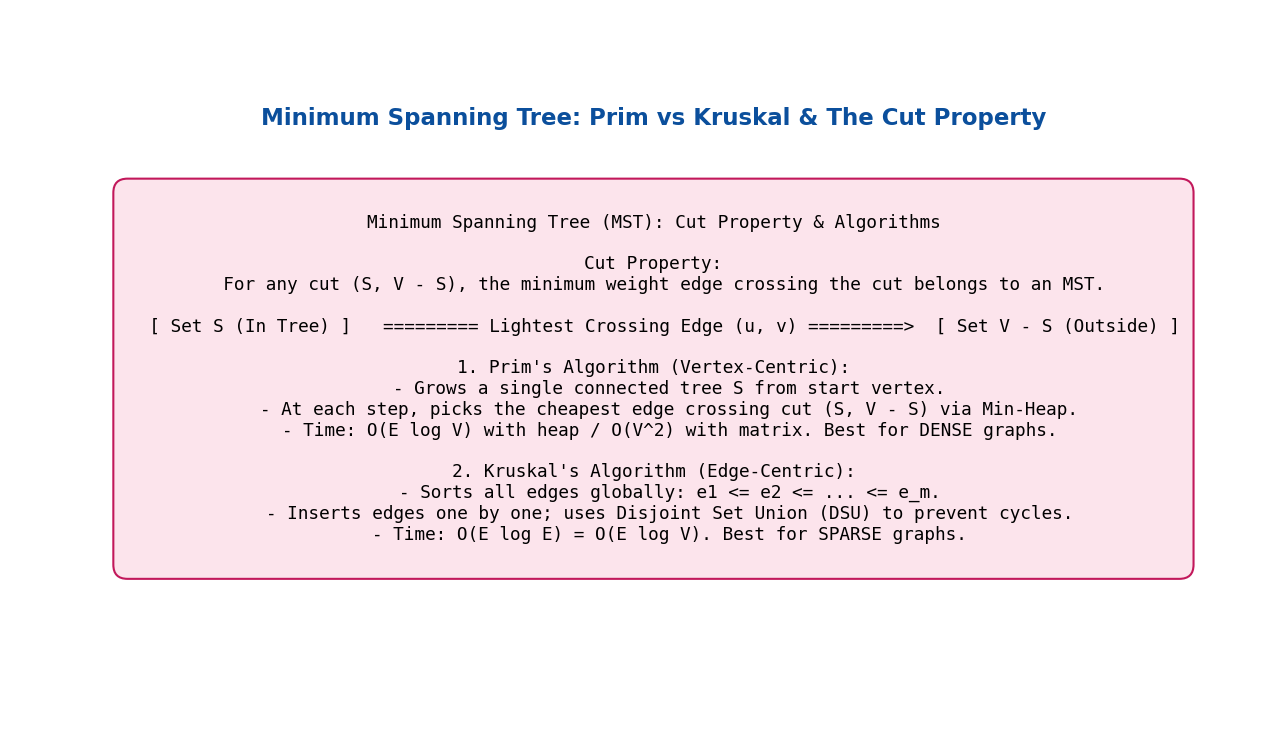 Minimum Spanning Tree: Prim vs Kruskal & The Cut Property
Minimum Spanning Tree (MST): Cut Property & Algorithms
Cut Property:
For any cut (S, V - S), the minimum weight edge crossing the cut belongs to an MST.
[ Set S (In Tree) ]   ========= Lightest Crossing Edge (u, v) =========>  [ Set V - S (Outside) ]
1. Prim's Algorithm (Vertex-Centric):
- Grows a single connected tree S from start vertex.
- At each step, picks the cheapest edge crossing cut (S, V - S) via Min-Heap.
- Time: O(E log V) with heap / O(V^2) with matrix. Best for DENSE graphs.
2. Kruskal's Algorithm (Edge-Centric):
- Sorts all edges globally: e1 <= e2 <= ... <= e_m.
- Inserts edges one by one; uses Disjoint Set Union (DSU) to prevent cycles.
- Time: O(E log E) = O(E log V). Best for SPARSE graphs.